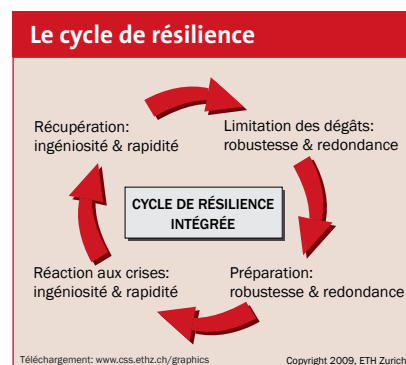 Le cycle de résilience
Récupération:
ingéniosité & rapidité
Limitation des dégâts:
robustesse & redondance
CYCLE DE RÉSILIENCE
INTÉGRÉE
Réaction aux crises:
ingéniosité & rapidité
Préparation:
robustesse & redondance
Téléchargement: www.css.ethz.ch/graphics
Copyright 2009, ETH Zurich